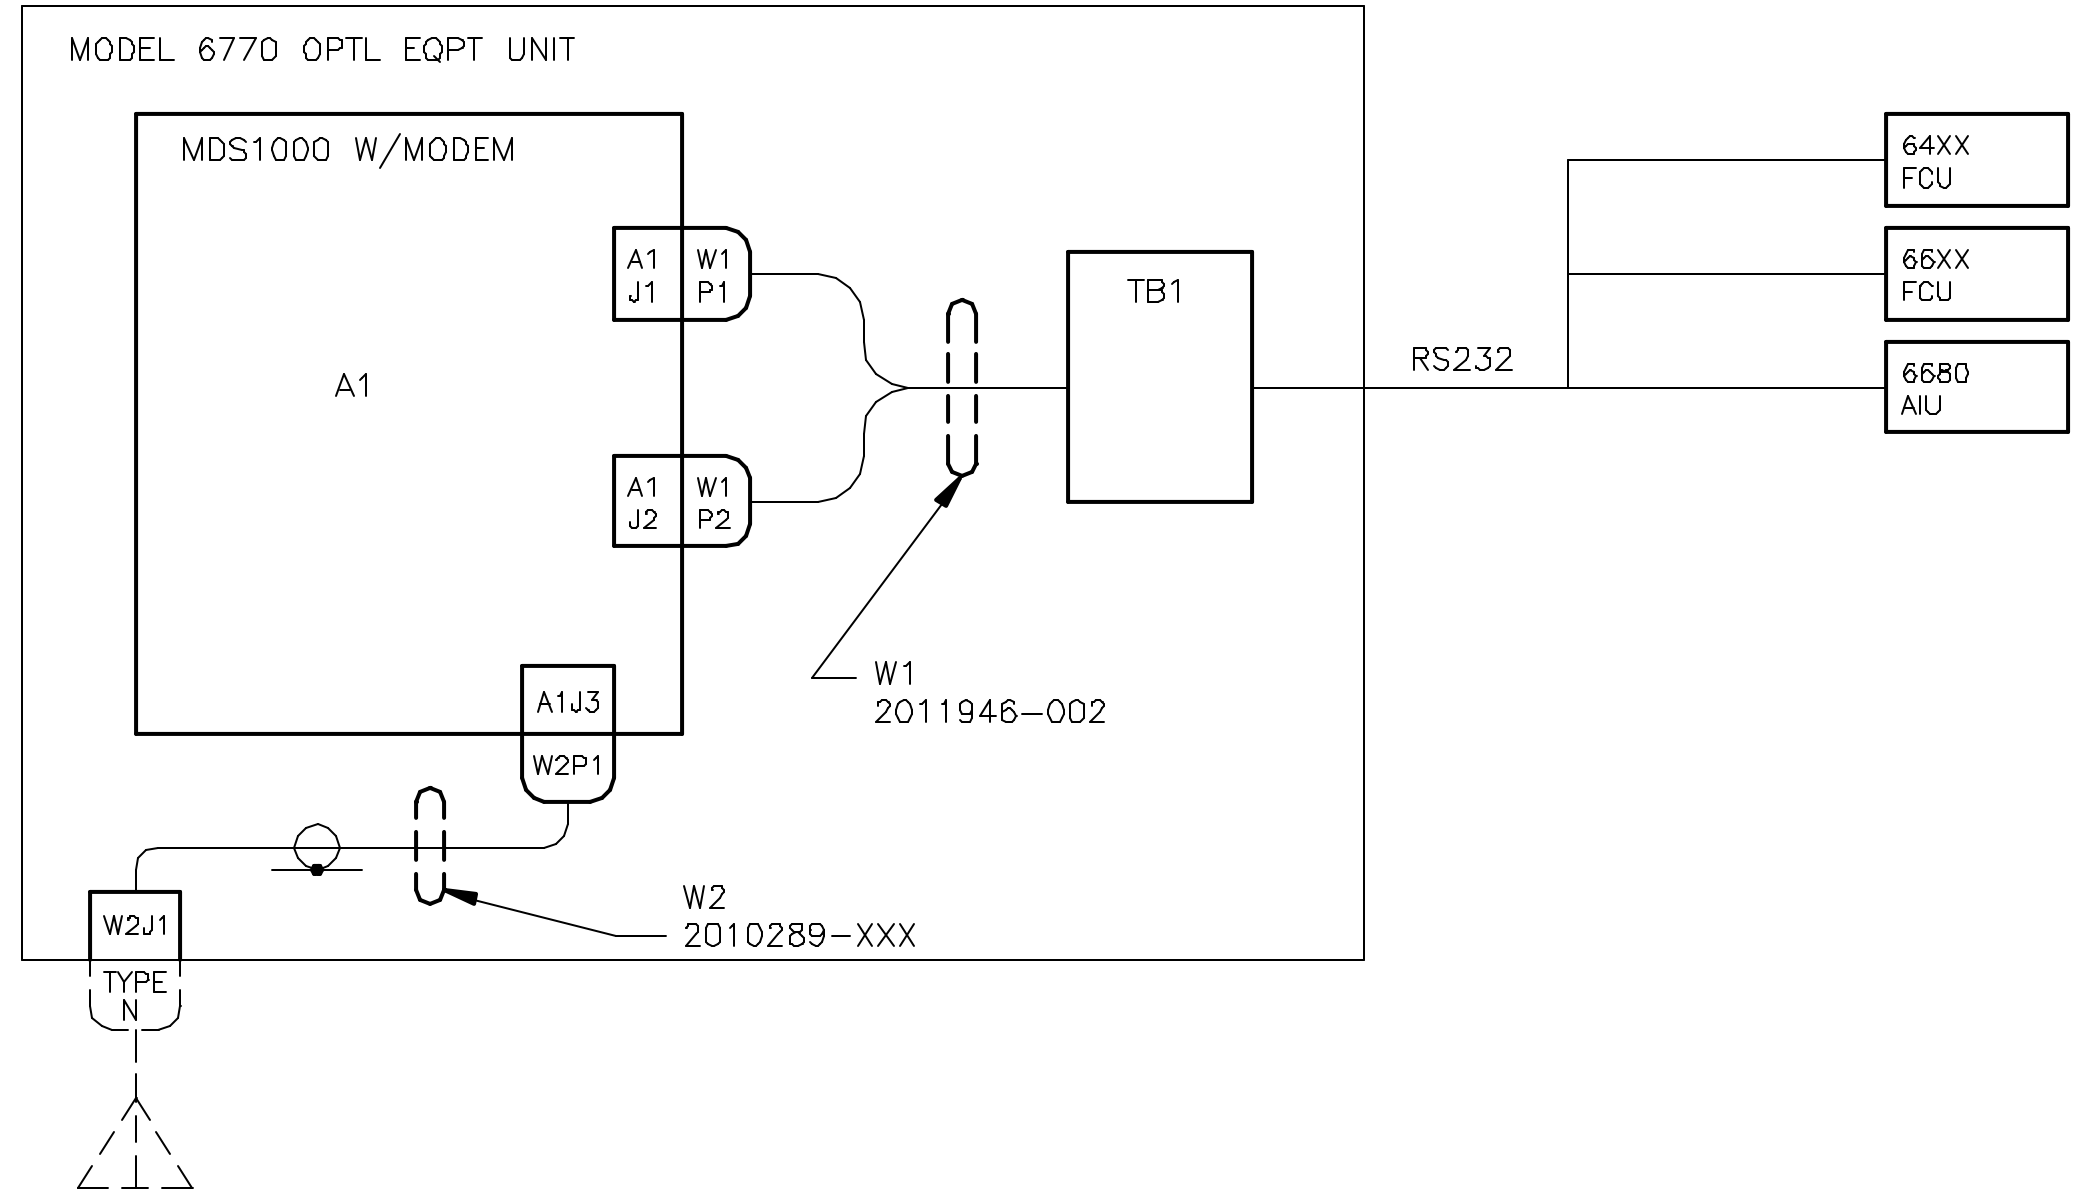 MODEL 6770 OPTL EQPT UNIT
MDS1000 W/MODEM
A1
A1
J1
W1
P1
A1
J2
W1
P2
A1J3
W2P1
TB1
RS232
64XX
FCU
66XX
FCU
6680
AIU
W1
2011946-002
W2
2010289-XXX
W2J1
TYPE
N